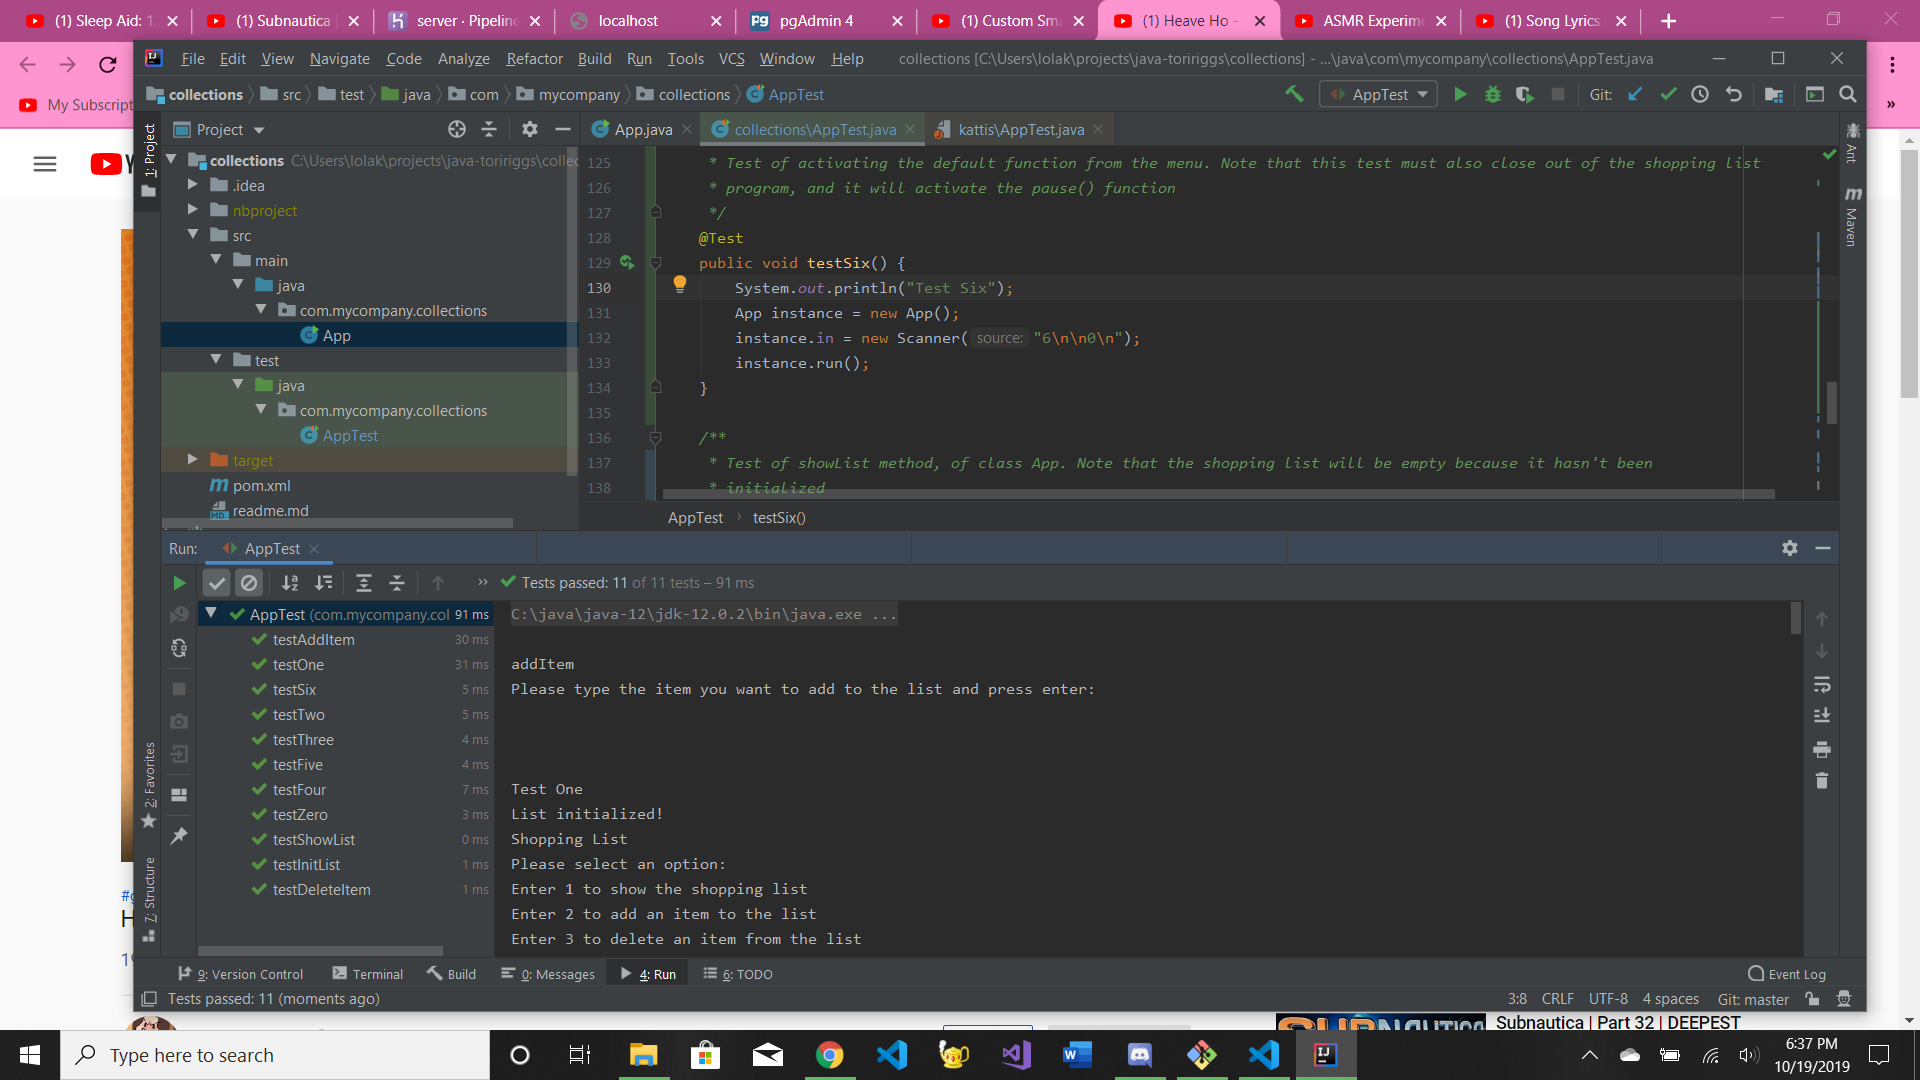 (1) Sleep Aid: 1
(1) Subnautica
server · Pipeline
localhost
pgAdmin 4
(1) Custom Sma
(1) Heave Ho -
ASMR Experim
(1) Song Lyrics
My Subscript
File Edit View Navigate Code Analyze Refactor Build Run Tools VCS Window Help
collections [C:\Users\lolak\projects\java-toririggs\collections] - ...\java\com\mycompany\collections\AppTest.java
collections src test java com mycompany collections AppTest
AppTest
Git:
1: Project
Project
App.java
collections\AppTest.java
kattis\AppTest.java
collections C:\Users\lolak\projects\java-toririggs\collec
.idea
nbproject
src
main
java
com.mycompany.collections
App
test
java
com.mycompany.collections
AppTest
target
pom.xml
readme.md
125 * Test of activating the default function from the menu. Note that this test must also close out of the shopping list
126 * program, and it will activate the pause() function
127 */
128 @Test
129 public void testSix() {
130 System.out.println("Test Six");
131 App instance = new App();
132 instance.in = new Scanner( source: "6\n\n0\n");
133 instance.run();
134 }
135
136 /**
137 * Test of showList method, of class App. Note that the shopping list will be empty because it hasn't been
138 * initialized
AppTest › testSix()
Ant
Maven
Run: AppTest
Tests passed: 11 of 11 tests – 91 ms
AppTest (com.mycompany.col 91 ms
testAddItem 30 ms
testOne 31 ms
testSix 5 ms
testTwo 5 ms
testThree 4 ms
testFive 4 ms
testFour 7 ms
testZero 3 ms
testShowList 0 ms
testInitList 1 ms
testDeleteItem 1 ms
C:\java\java-12\jdk-12.0.2\bin\java.exe ...
addItem
Please type the item you want to add to the list and press enter:
Test One
List initialized!
Shopping List
Please select an option:
Enter 1 to show the shopping list
Enter 2 to add an item to the list
Enter 3 to delete an item from the list
2: Favorites
7: Structure
9: Version Control
Terminal
Build
0: Messages
4: Run
6: TODO
Event Log
Tests passed: 11 (moments ago)
3:8 CRLF UTF-8 4 spaces Git: master
Subnautica | Part 32 | DEEPEST
Type here to search
6:37 PM
10/19/2019